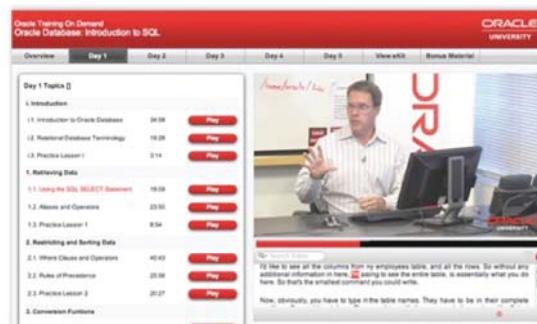 Oracle Training On Demand
Oracle Database: Introduction to SQL
ORACLE
UNIVERSITY
Overview Day 1 Day 2 Day 3 Day 4 Day 5 View eKit Bonus Material
Day 1 Topics []
I. Introduction
I.1. Introduction to Oracle Database 34:58 Play
I.2. Relational Database Terminology 19:28 Play
I.3. Practice Lesson I 3:14 Play
1. Retrieving Data
1.1. Using the SQL SELECT Statement 19:09 Play
1.2. Aliases and Operators 23:50 Play
1.3. Practice Lesson 1 8:54 Play
2. Restricting and Sorting Data
2.1. Where Clause and Operators 40:43 Play
2.2. Rules of Precedence 25:58 Play
2.3. Practice Lesson 2 20:27 Play
3. Conversion Funtions
/home/oracle/
OR
ORACLE
Search Video
I'd like to see all the columns from my employees table, and all the rows. So without any
additional information in here, I'm asking to see the entire table, is essentially what you do
here. So that's the smallest command you could write.
Now, obviously, you have to type in the table names. They have to be in their complete